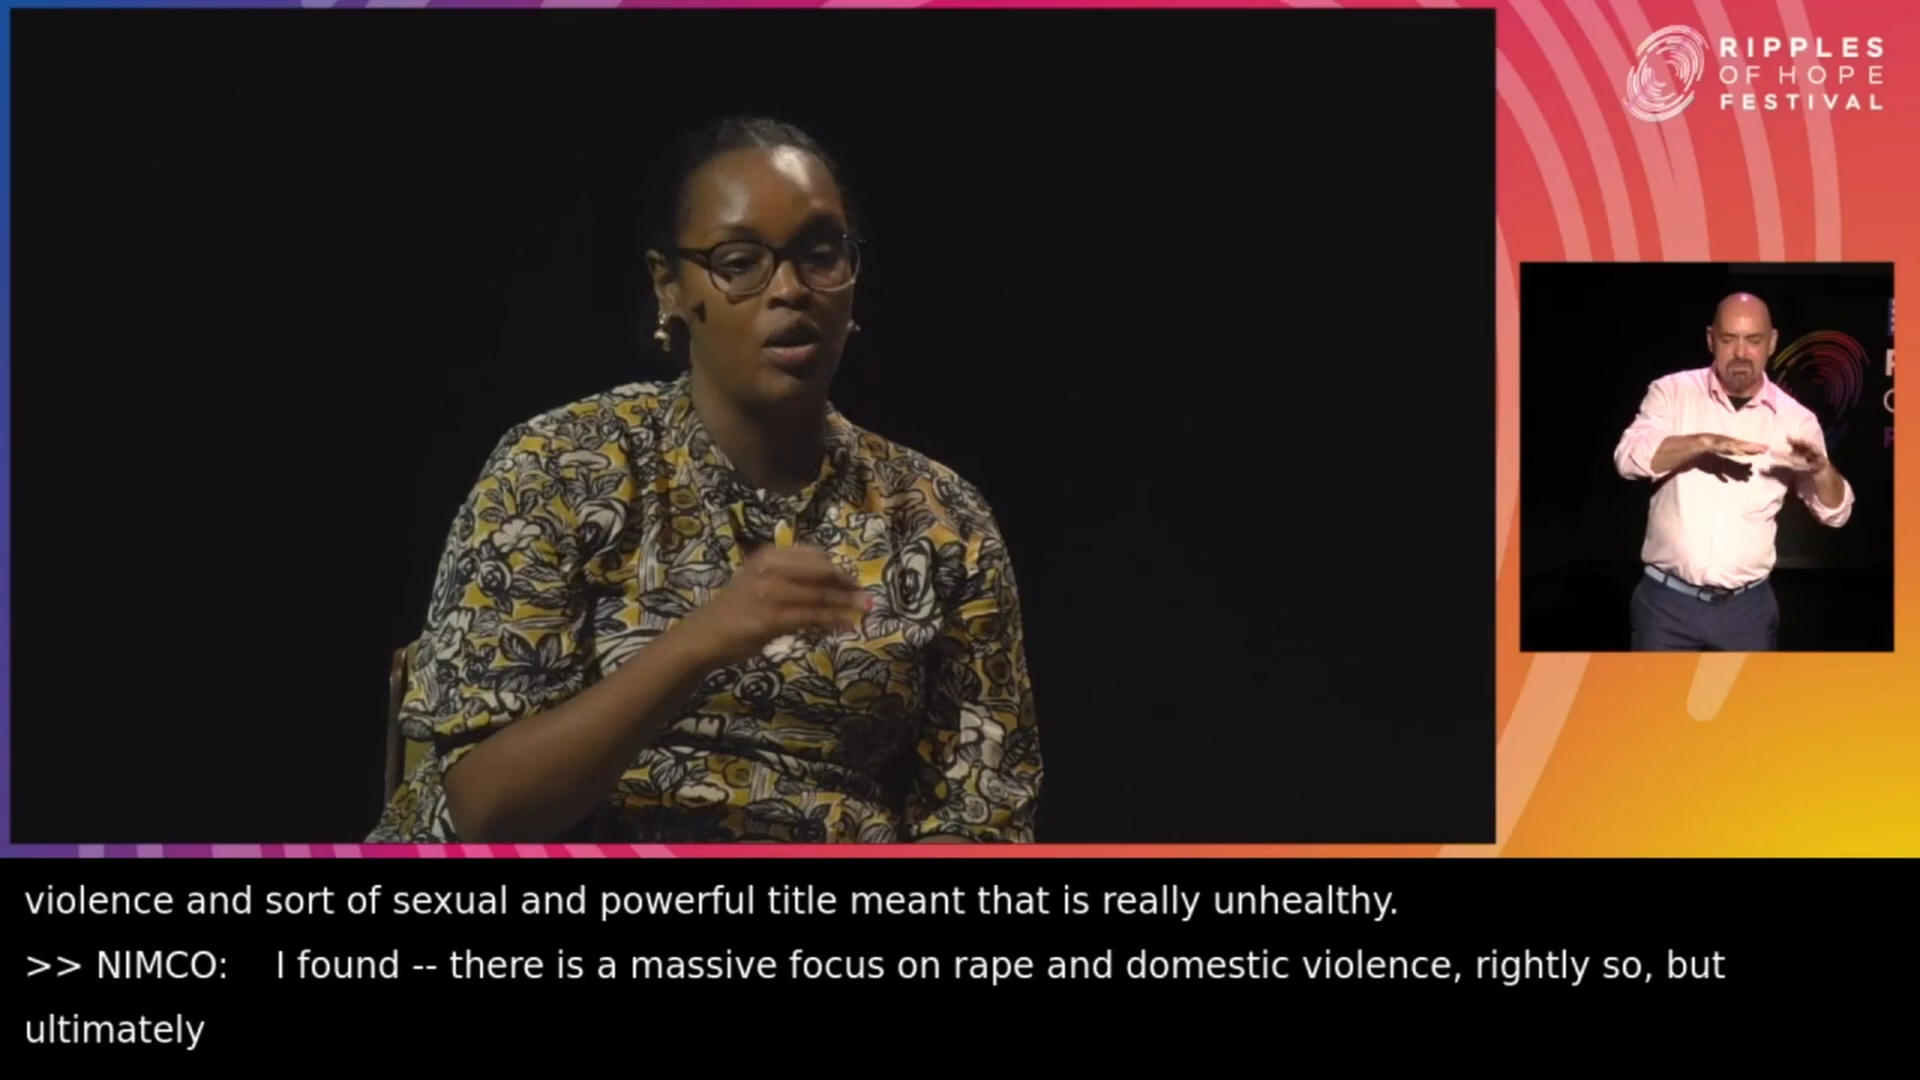 RIPPLES
OF HOPE
FESTIVAL
violence and sort of sexual and powerful title meant that is really unhealthy.
>> NIMCO: I found -- there is a massive focus on rape and domestic violence, rightly so, but
ultimately